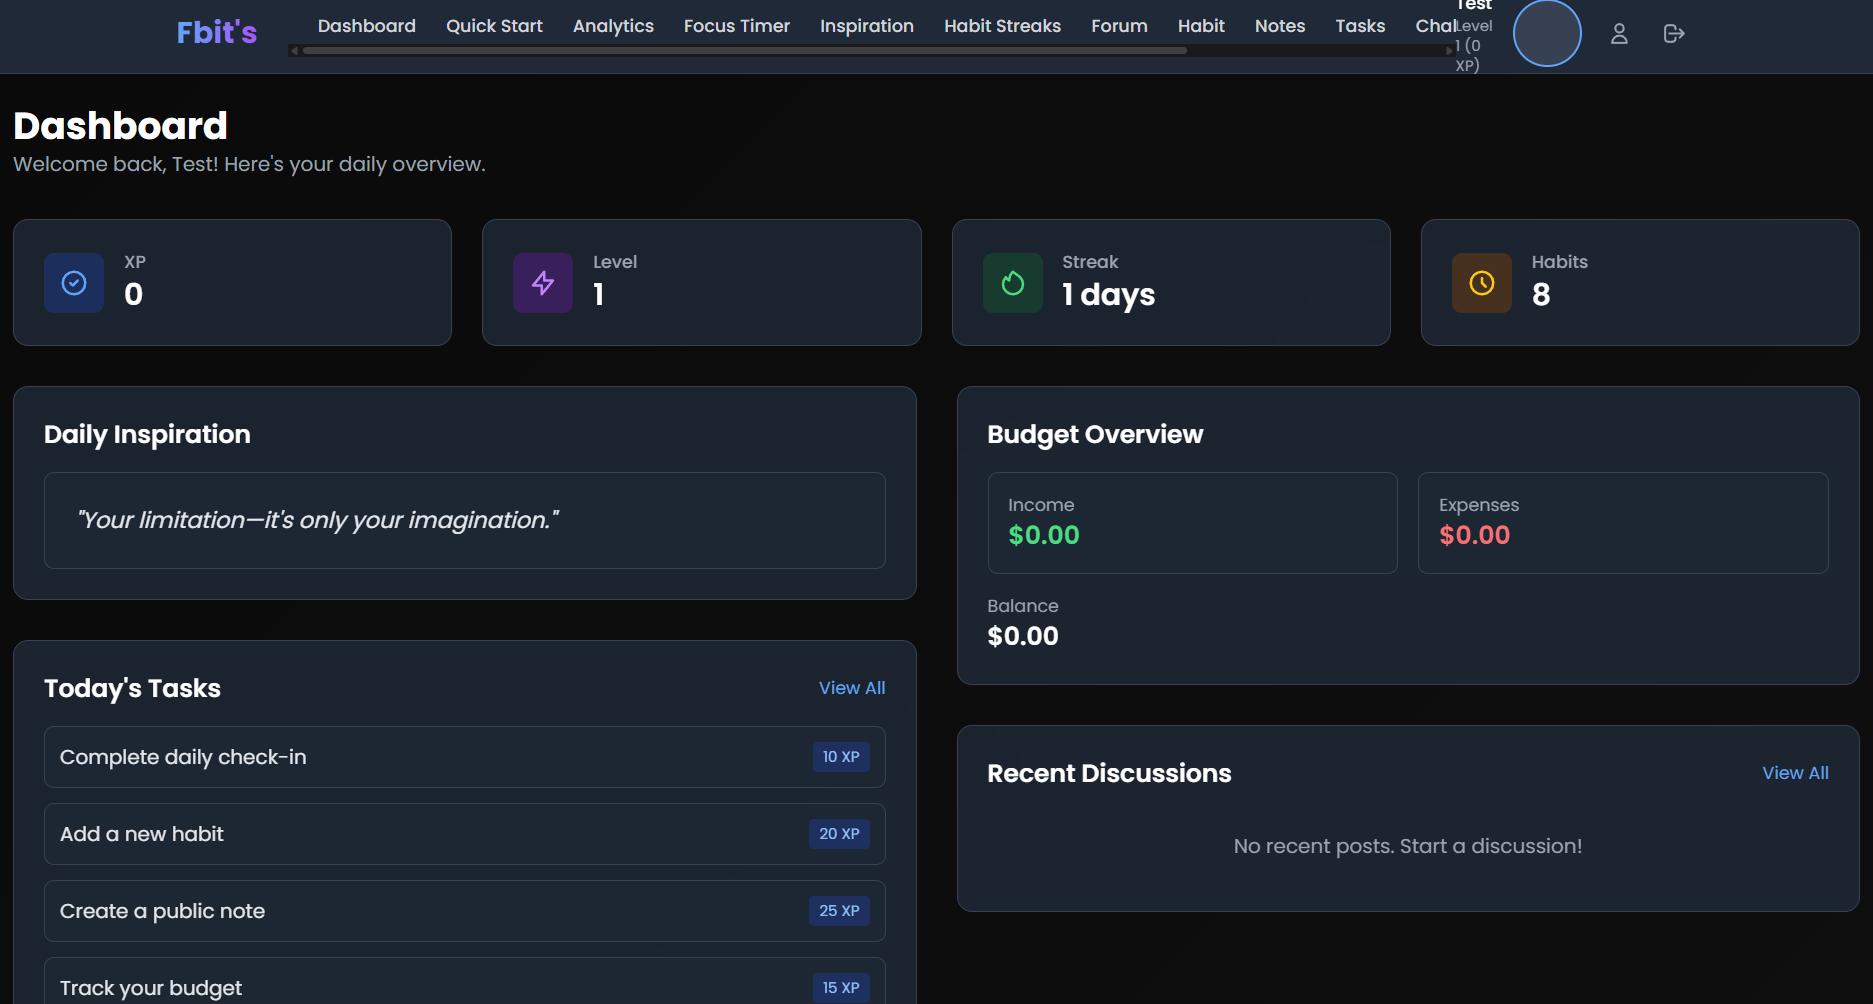 Fbit's
Dashboard Quick Start Analytics Focus Timer Inspiration Habit Streaks Forum Habit Notes Tasks Chal
Test
Level
1 (0
XP)
Dashboard
Welcome back, Test! Here's your daily overview.
XP
0
Level
1
Streak
1 days
Habits
8
Daily Inspiration
"Your limitation—it's only your imagination."
Budget Overview
Income
$0.00
Expenses
$0.00
Balance
$0.00
Today's Tasks
View All
Complete daily check-in
10 XP
Add a new habit
20 XP
Create a public note
25 XP
Track your budget
15 XP
Recent Discussions
View All
No recent posts. Start a discussion!